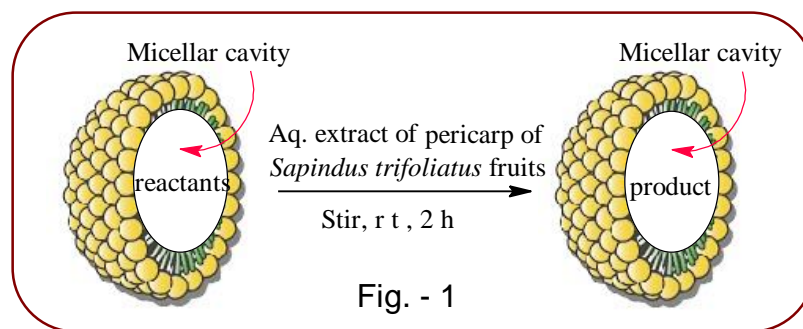 Micellar cavity
Micellar cavity
Aq. extract of pericarp of
Sapindus trifoliatus fruits
reactants
product
Stir, r t , 2 h
Fig. - 1